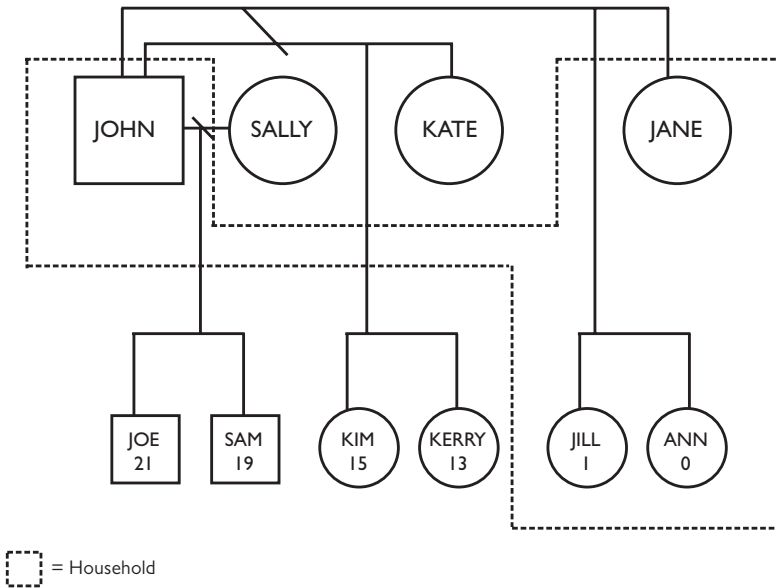 JOHN
SALLY
KATE
JANE
JOE
21
SAM
19
KIM
15
KERRY
13
JILL
1
ANN
0
= Household